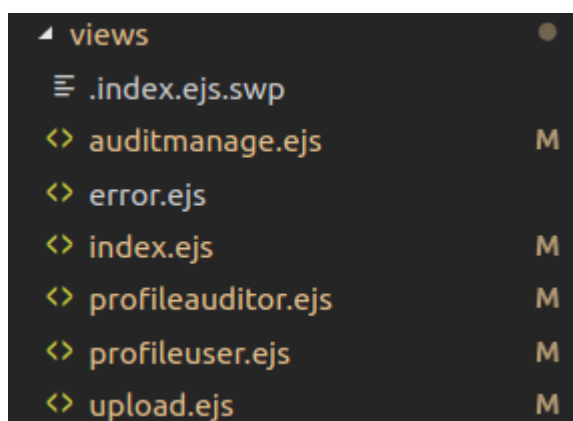 views
.index.ejs.swp
<> auditmanage.ejs M
<> error.ejs
<> index.ejs M
<> profileauditor.ejs M
<> profileuser.ejs M
<> upload.ejs M